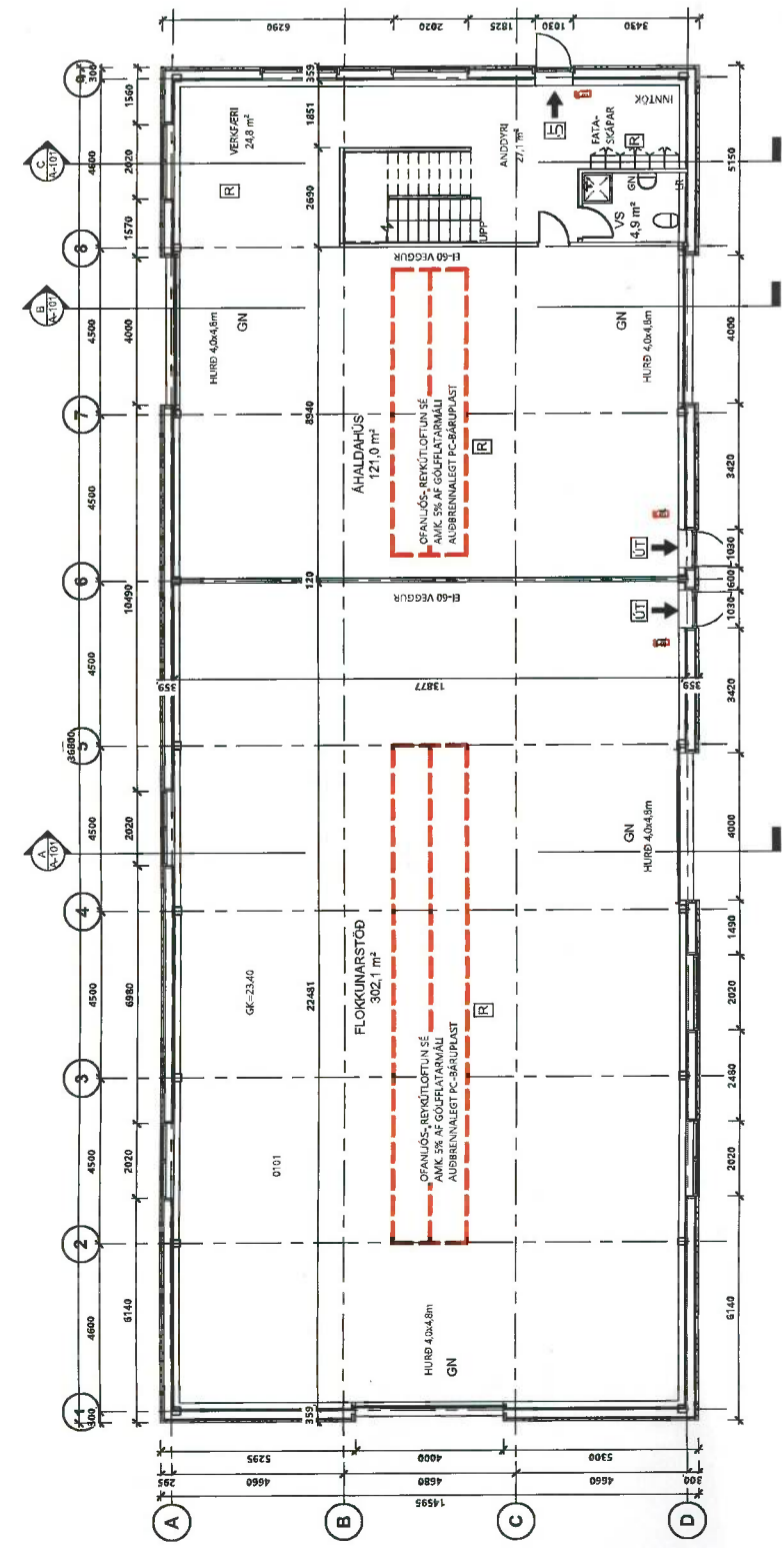 A
A-101
B
A-101
C
A-101
1
2
3
4
5
6
7
8
4600
4500
4500
4500
4500
4500
4500
4600
300
36800
6140
2020
6980
2020
10490
4000
1570
2020
1560
295
4660
4680
4660
300
14595
5295
4000
5300
A
B
C
D
6290
2020
1825
1030
3430
359
0101
GK=23,40
HURÐ 4,0x4,8m
GN
VERKFÆRI
24,8 m²
R
359
22481
120
8940
2690
1851
359
FLOKKUNARSTÖÐ
302,1 m²
ÁHALDAHÚS
121,0 m²
EI-60 VEGGUR
EI-60 VEGGUR
13877
HURÐ 4,0x4,8m
GN
OFANLJÓS-, REYKÚTLOFTUN SÉ
AMK. 5% AF GÓLFFLATARMÁLI
AUÐBRENNALEGT PC-BÁRUPLAST
R
OFANLJÓS-, REYKÚTLOFTUN SÉ
AMK. 5% AF GÓLFFLATARMÁLI
AUÐBRENNALEGT PC-BÁRUPLAST
R
UPP
ANDDYRI
27,1 m²
ÚT
FATA-
SKÁPAR
R
INNTÖK
VS
4,9 m²
GN
GN
HURÐ 4,0x4,8m
ÚT
ÚT
GN
HURÐ 4,0x4,8m
359
6140
2020
2480
2020
1490
4000
3420
1030
1600
1030
3420
4000
5150